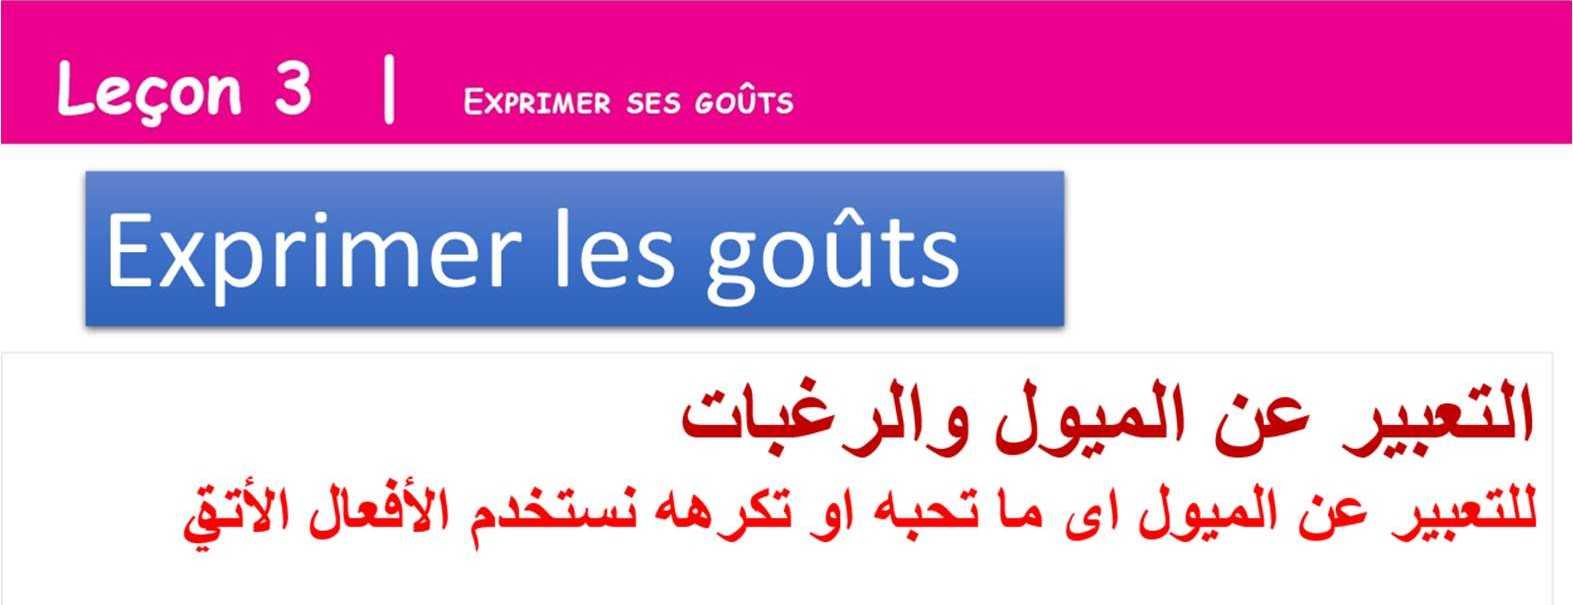 Leçon 3 | EXPRIMER SES GOÛTS
Exprimer les goûts
التعبير عن الميول والرغبات
للتعبير عن الميول اى ما تحبه او تكرهه نستخدم الأفعال